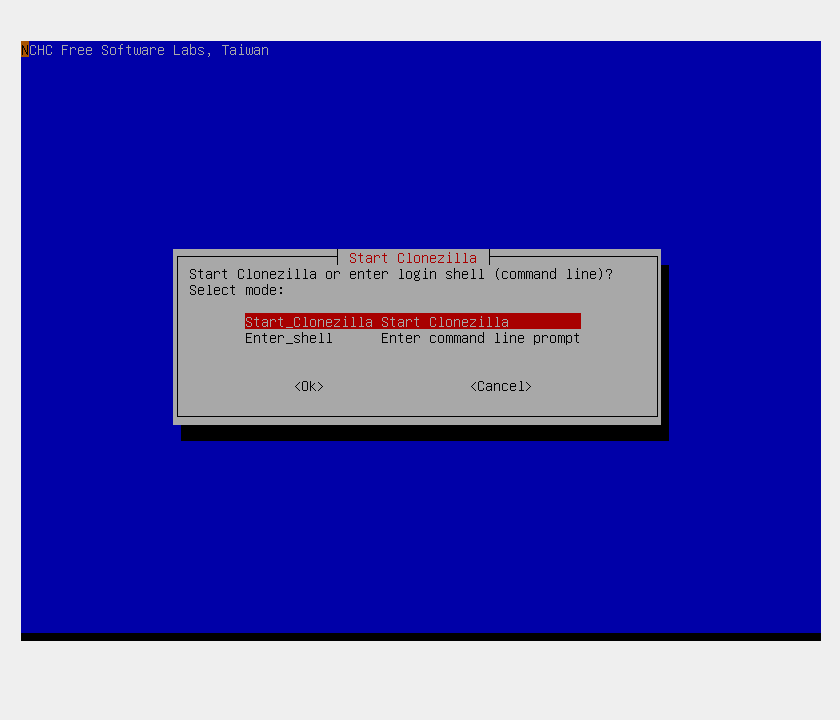 NCHC Free Software Labs, Taiwan
Start Clonezilla
Start Clonezilla or enter login shell (command line)?
Select mode:
Start_Clonezilla Start Clonezilla
Enter_shell Enter command line prompt
<Ok> <Cancel>